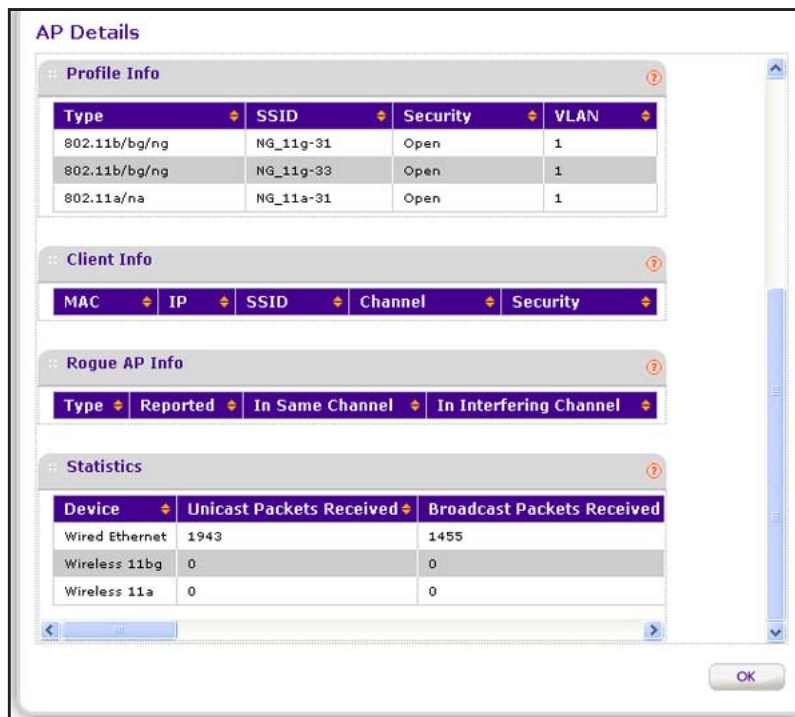 AP Details
Profile Info
Type SSID Security VLAN
802.11b/bg/ng NG_11g-31 Open 1
802.11b/bg/ng NG_11g-33 Open 1
802.11a/na NG_11a-31 Open 1
Client Info
MAC IP SSID Channel Security
Rogue AP Info
Type Reported In Same Channel In Interfering Channel
Statistics
Device Unicast Packets Received Broadcast Packets Received
Wired Ethernet 1943 1455
Wireless 11bg 0 0
Wireless 11a 0 0
OK